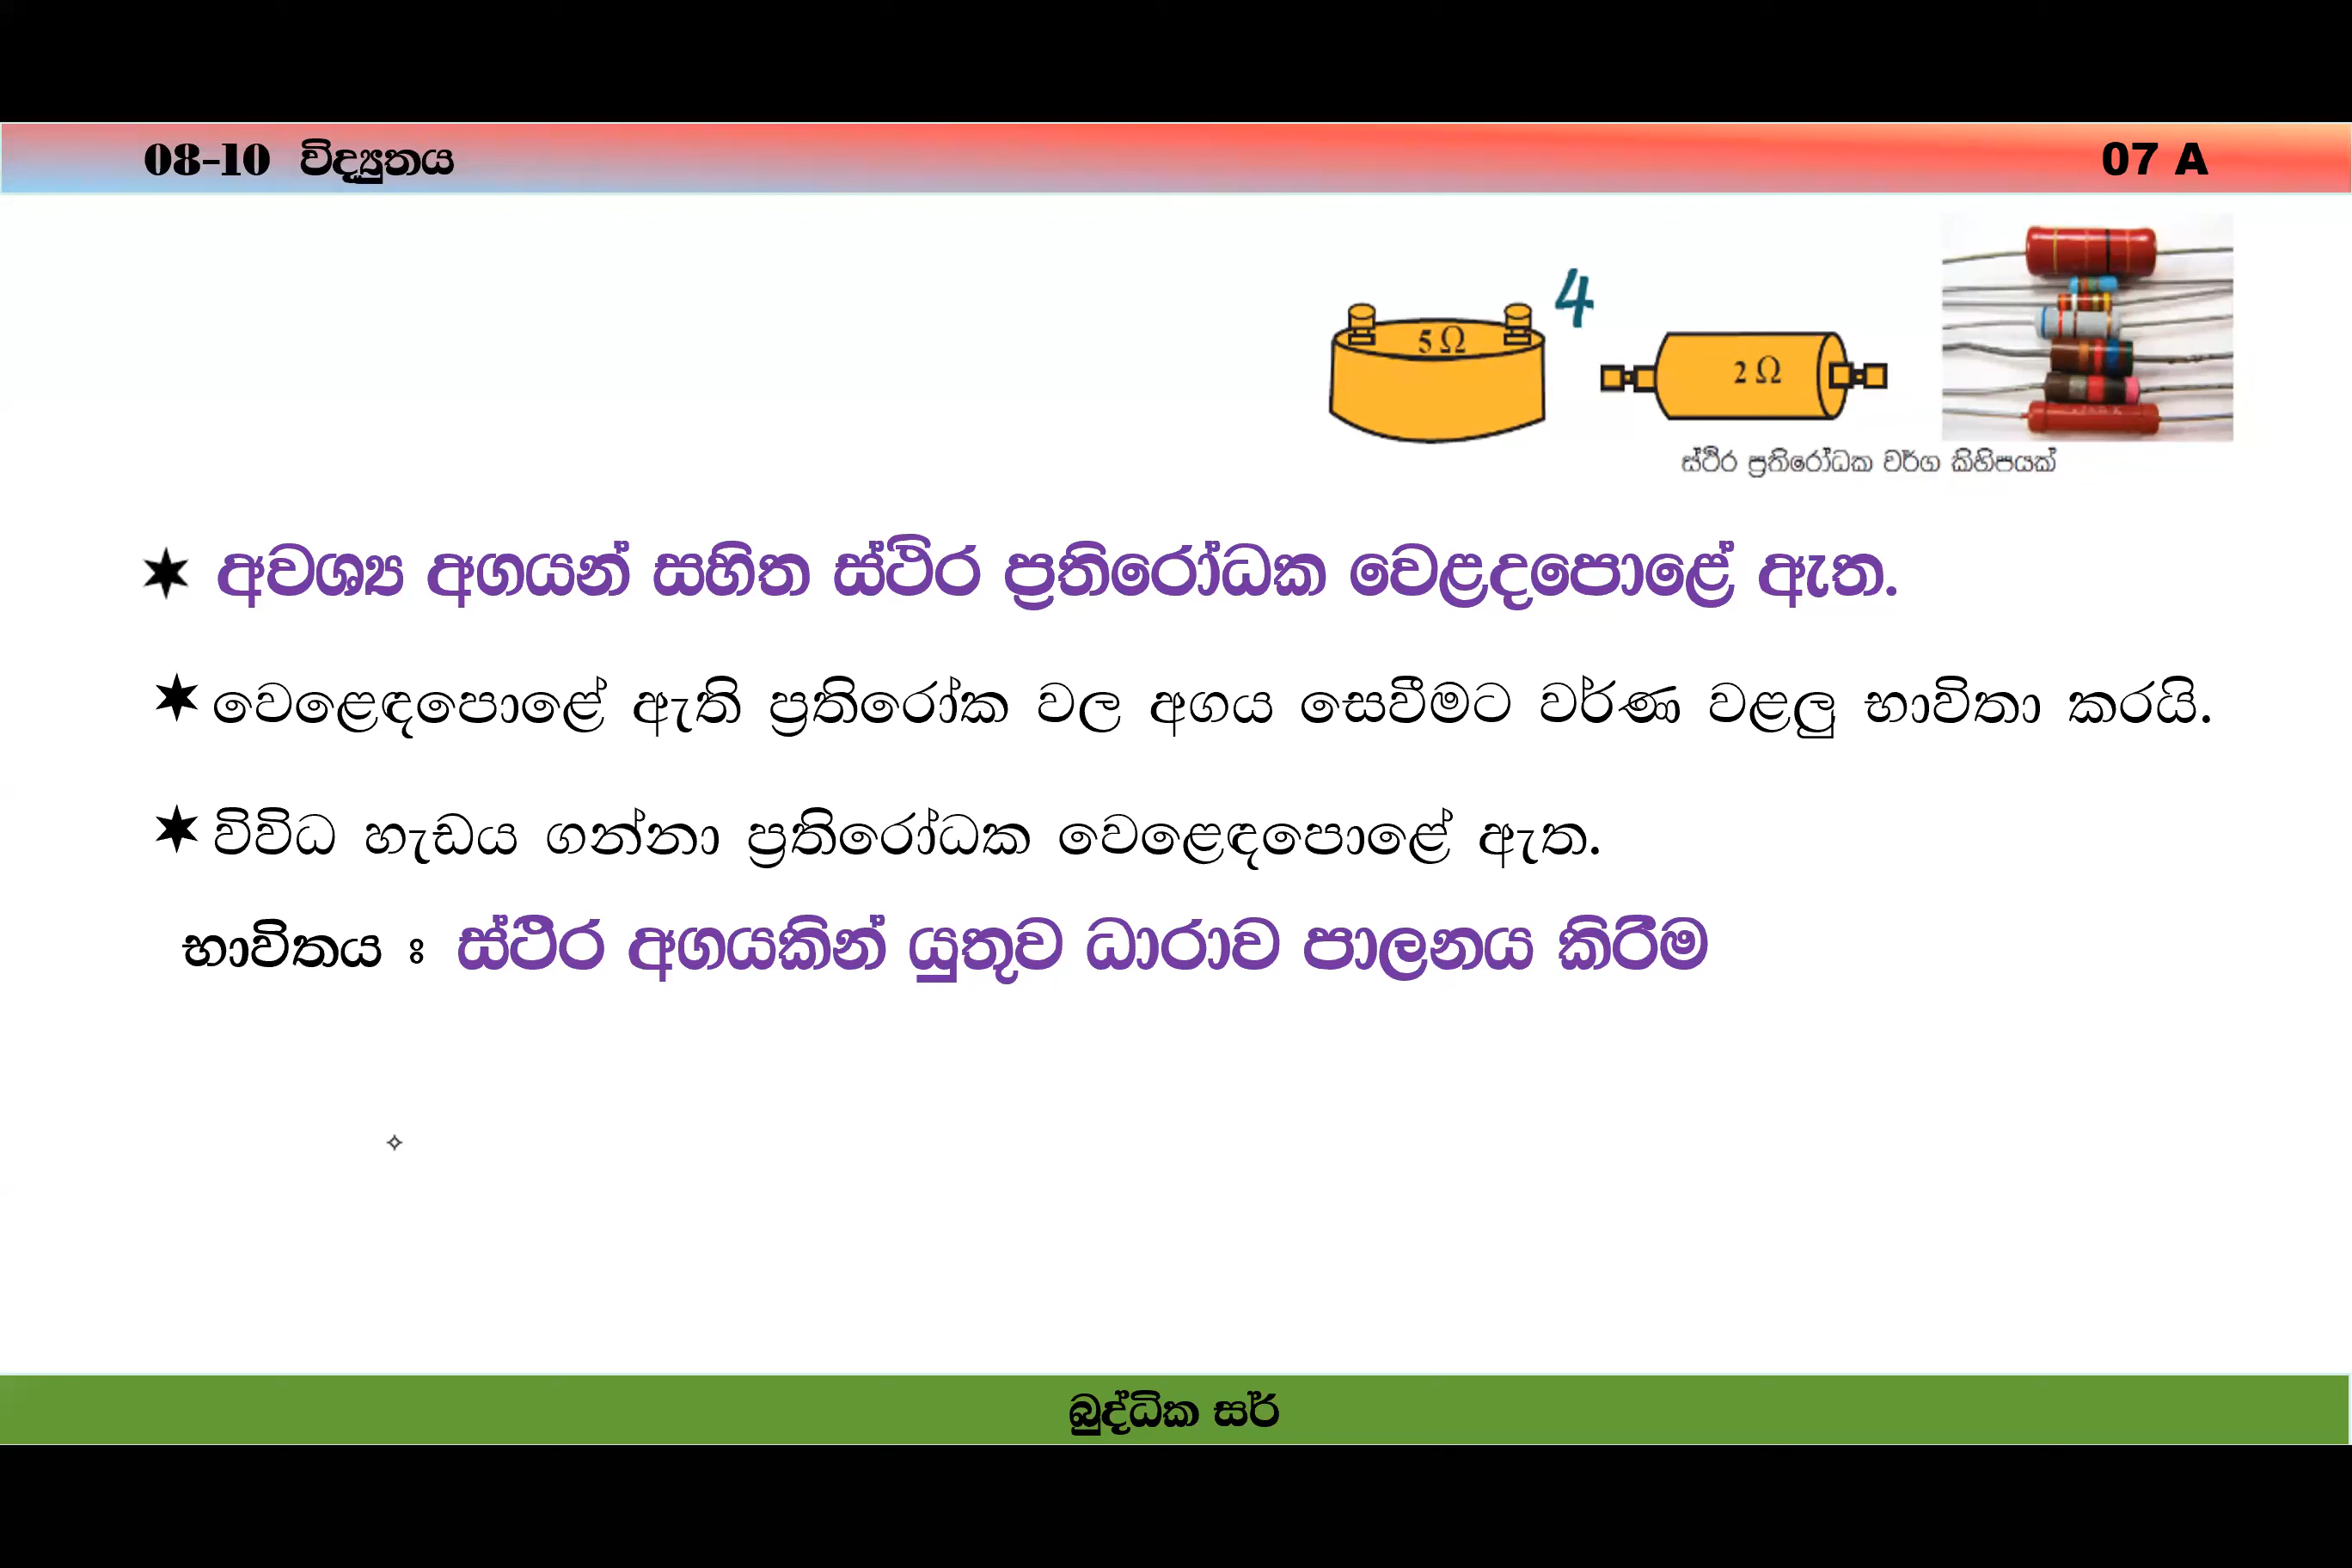 08-10 විද්‍යුතය
07 A
4
5 Ω
2 Ω
ස්ථිර ප්‍රතිරෝධක වර්ග කිහිපයක්
✶ අවශ්‍ය අගයන් සහිත ස්ථිර ප්‍රතිරෝධක වෙළදපොළේ ඇත.
✶ වෙළෙඳපොළේ ඇති ප්‍රතිරෝක වල අගය සෙවීමට වර්ණ වළලු භාවිතා කරයි.
✶ විවිධ හැඩය ගන්නා ප්‍රතිරෝධක වෙළෙඳපොළේ ඇත.
භාවිතය : ස්ථිර අගයකින් යුතුව ධාරාව පාලනය කිරීම
බුද්ධික සර්